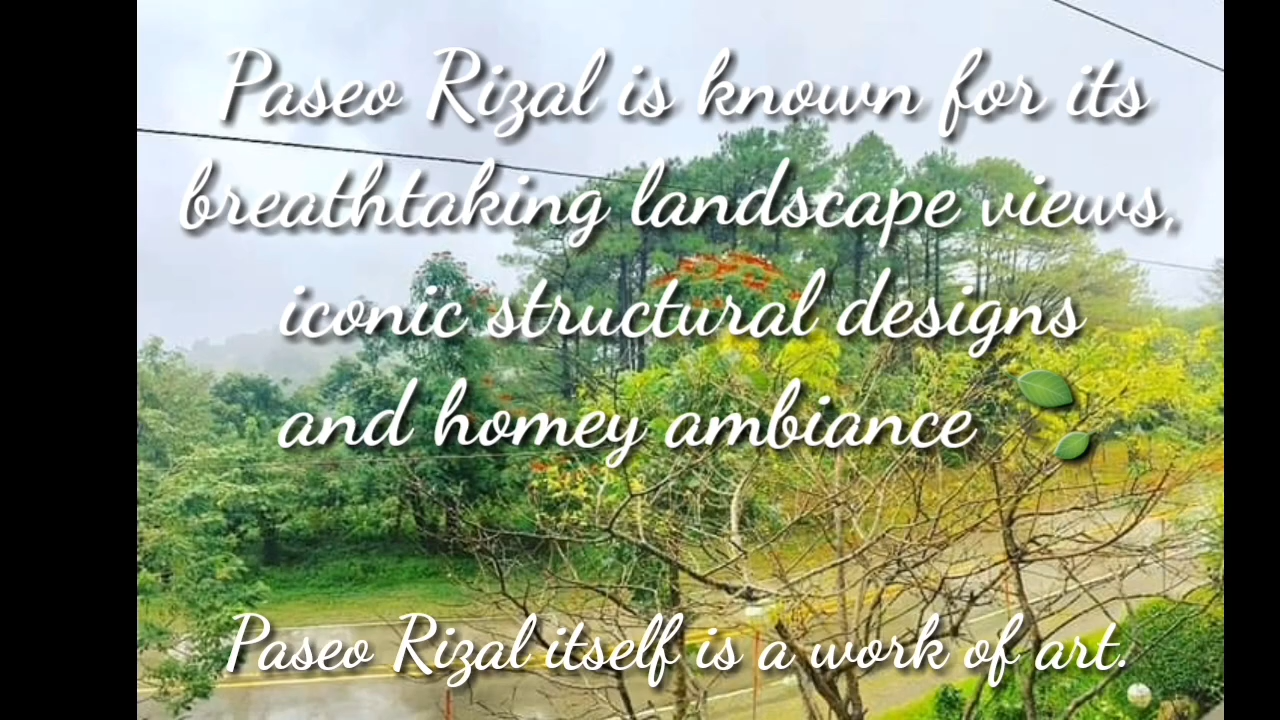 Paseo Rizal is known for its
breathtaking landscape views,
iconic structural designs
and homey ambiance 🍃
Paseo Rizal itself is a work of art.